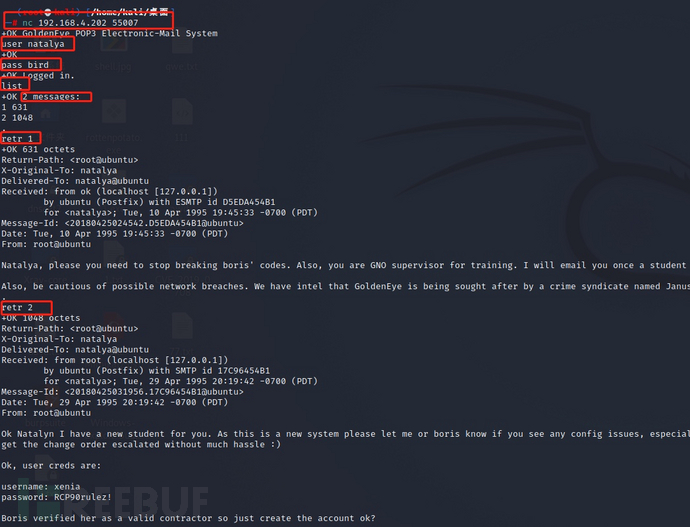 (root㉿kali)-[/home/kali/桌面]
# nc 192.168.4.202 55007
+OK GoldenEye POP3 Electronic-Mail System
user natalya
+OK
pass bird
+OK Logged in.
list
+OK 2 messages:
1 631
2 1048
.
retr 1
+OK 631 octets
Return-Path: <root@ubuntu>
X-Original-To: natalya
Delivered-To: natalya@ubuntu
Received: from ok (localhost [127.0.0.1])
by ubuntu (Postfix) with ESMTP id D5EDA454B1
for <natalya>; Tue, 10 Apr 1995 19:45:33 -0700 (PDT)
Message-Id: <20180425024542.D5EDA454B1@ubuntu>
Date: Tue, 10 Apr 1995 19:45:33 -0700 (PDT)
From: root@ubuntu
Natalya, please you need to stop breaking boris' codes. Also, you are GNO supervisor for training. I will email you once a student
Also, be cautious of possible network breaches. We have intel that GoldenEye is being sought after by a crime syndicate named Janus
.
retr 2
+OK 1048 octets
Return-Path: <root@ubuntu>
X-Original-To: natalya
Delivered-To: natalya@ubuntu
Received: from root (localhost [127.0.0.1])
by ubuntu (Postfix) with SMTP id 17C96454B1
for <natalya>; Tue, 29 Apr 1995 20:19:42 -0700 (PDT)
Message-Id: <20180425031956.17C96454B1@ubuntu>
Date: Tue, 29 Apr 1995 20:19:42 -0700 (PDT)
From: root@ubuntu
Ok Natalyn I have a new student for you. As this is a new system please let me or boris know if you see any config issues, especial
get the change order escalated without much hassle :)
Ok, user creds are:
username: xenia
password: RCP90rulez!
REEBUF
Boris verified her as a valid contractor so just create the account ok?